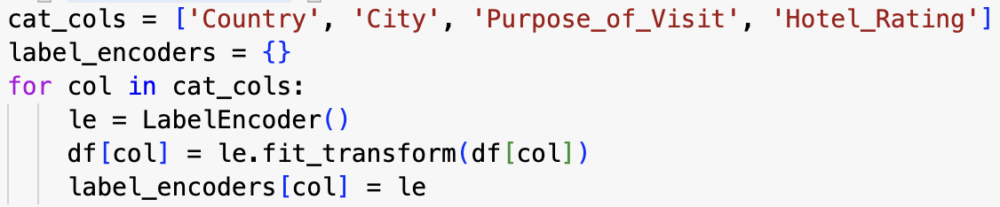 cat_cols = ['Country', 'City', 'Purpose_of_Visit', 'Hotel_Rating']
label_encoders = {}
for col in cat_cols:
    le = LabelEncoder()
    df[col] = le.fit_transform(df[col])
    label_encoders[col] = le